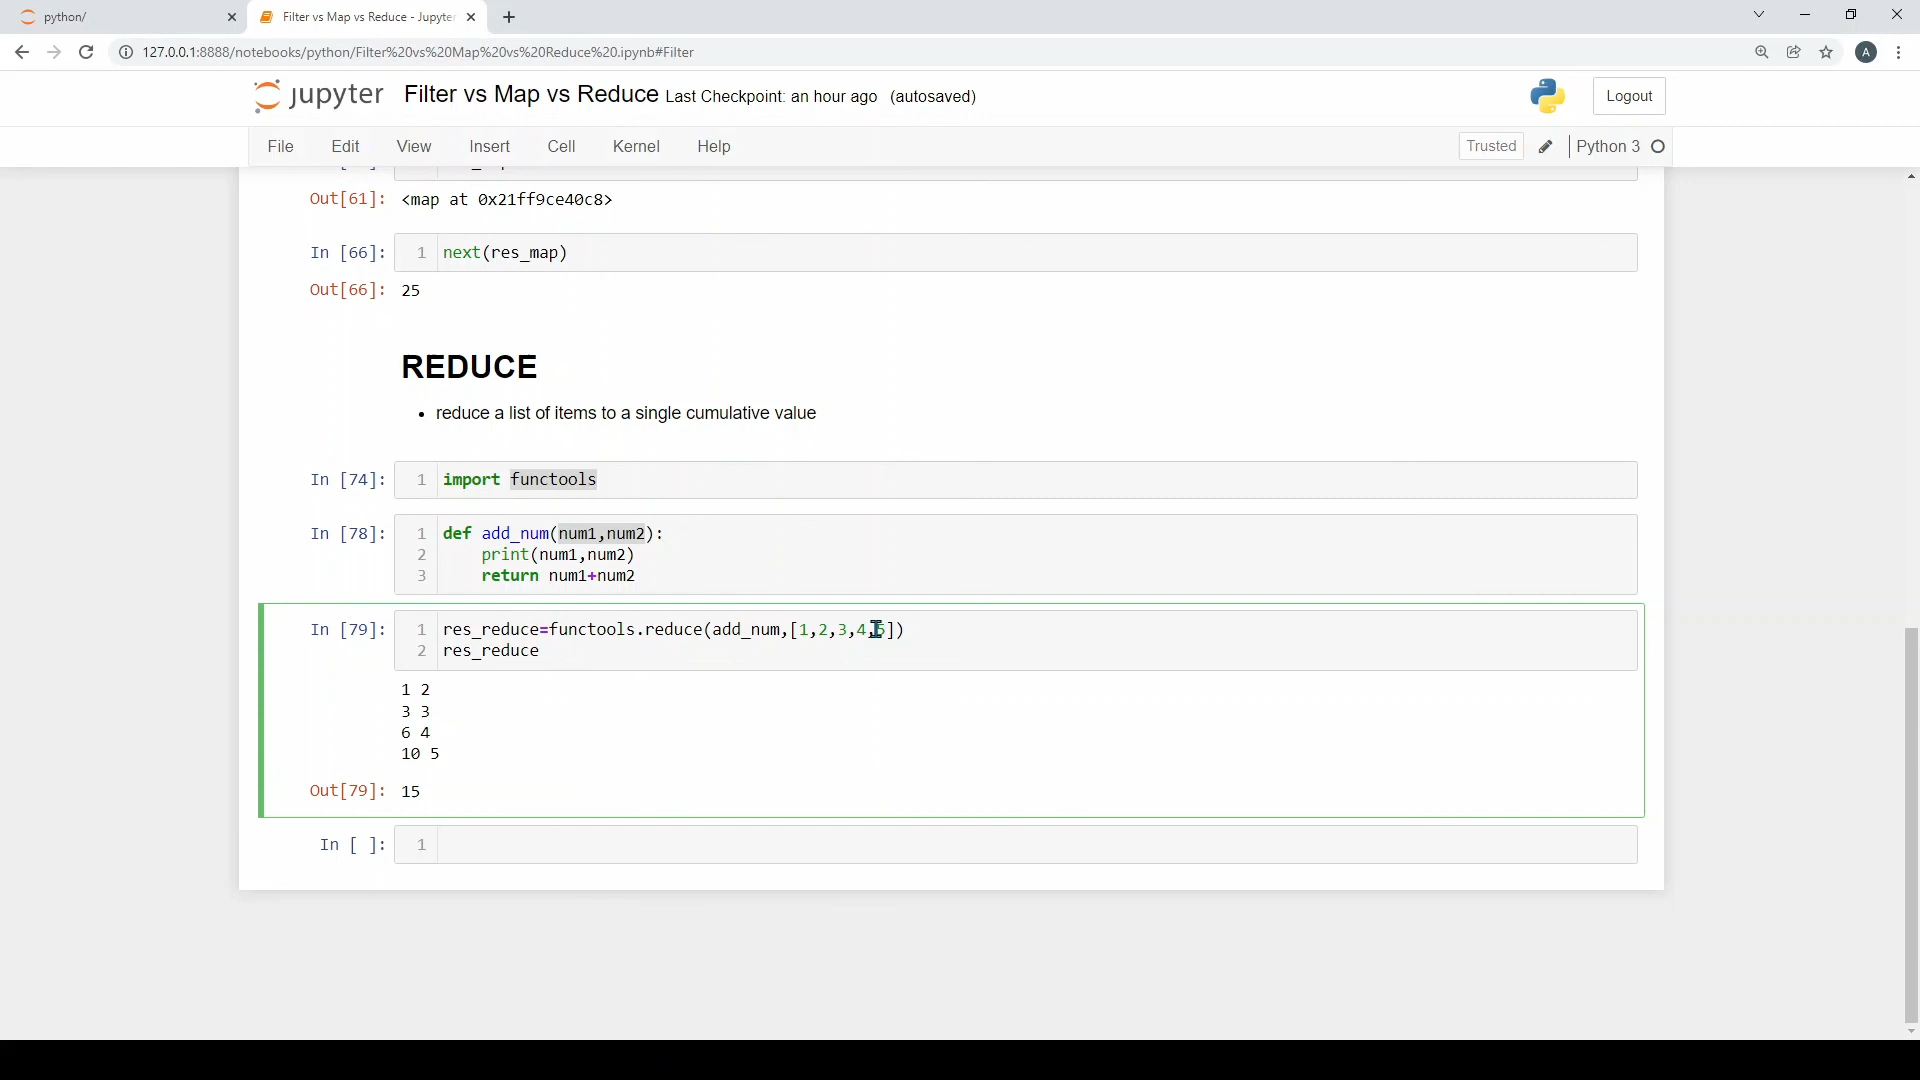 python/
Filter vs Map vs Reduce - Jupyter
127.0.0.1:8888/notebooks/python/Filter%20vs%20Map%20vs%20Reduce%20.ipynb#Filter
A
jupyter Filter vs Map vs Reduce Last Checkpoint: an hour ago (autosaved)
Logout
File Edit View Insert Cell Kernel Help
Trusted Python 3
Out[61]: <map at 0x21ff9ce40c8>
In [66]: 1 next(res_map)
Out[66]: 25
REDUCE
• reduce a list of items to a single cumulative value
In [74]: 1 import functools
In [78]: 1 def add_num(num1,num2):
2 print(num1,num2)
3 return num1+num2
In [79]: 1 res_reduce=functools.reduce(add_num,[1,2,3,4,5])
2 res_reduce
1 2
3 3
6 4
10 5
Out[79]: 15
In [ ]: 1